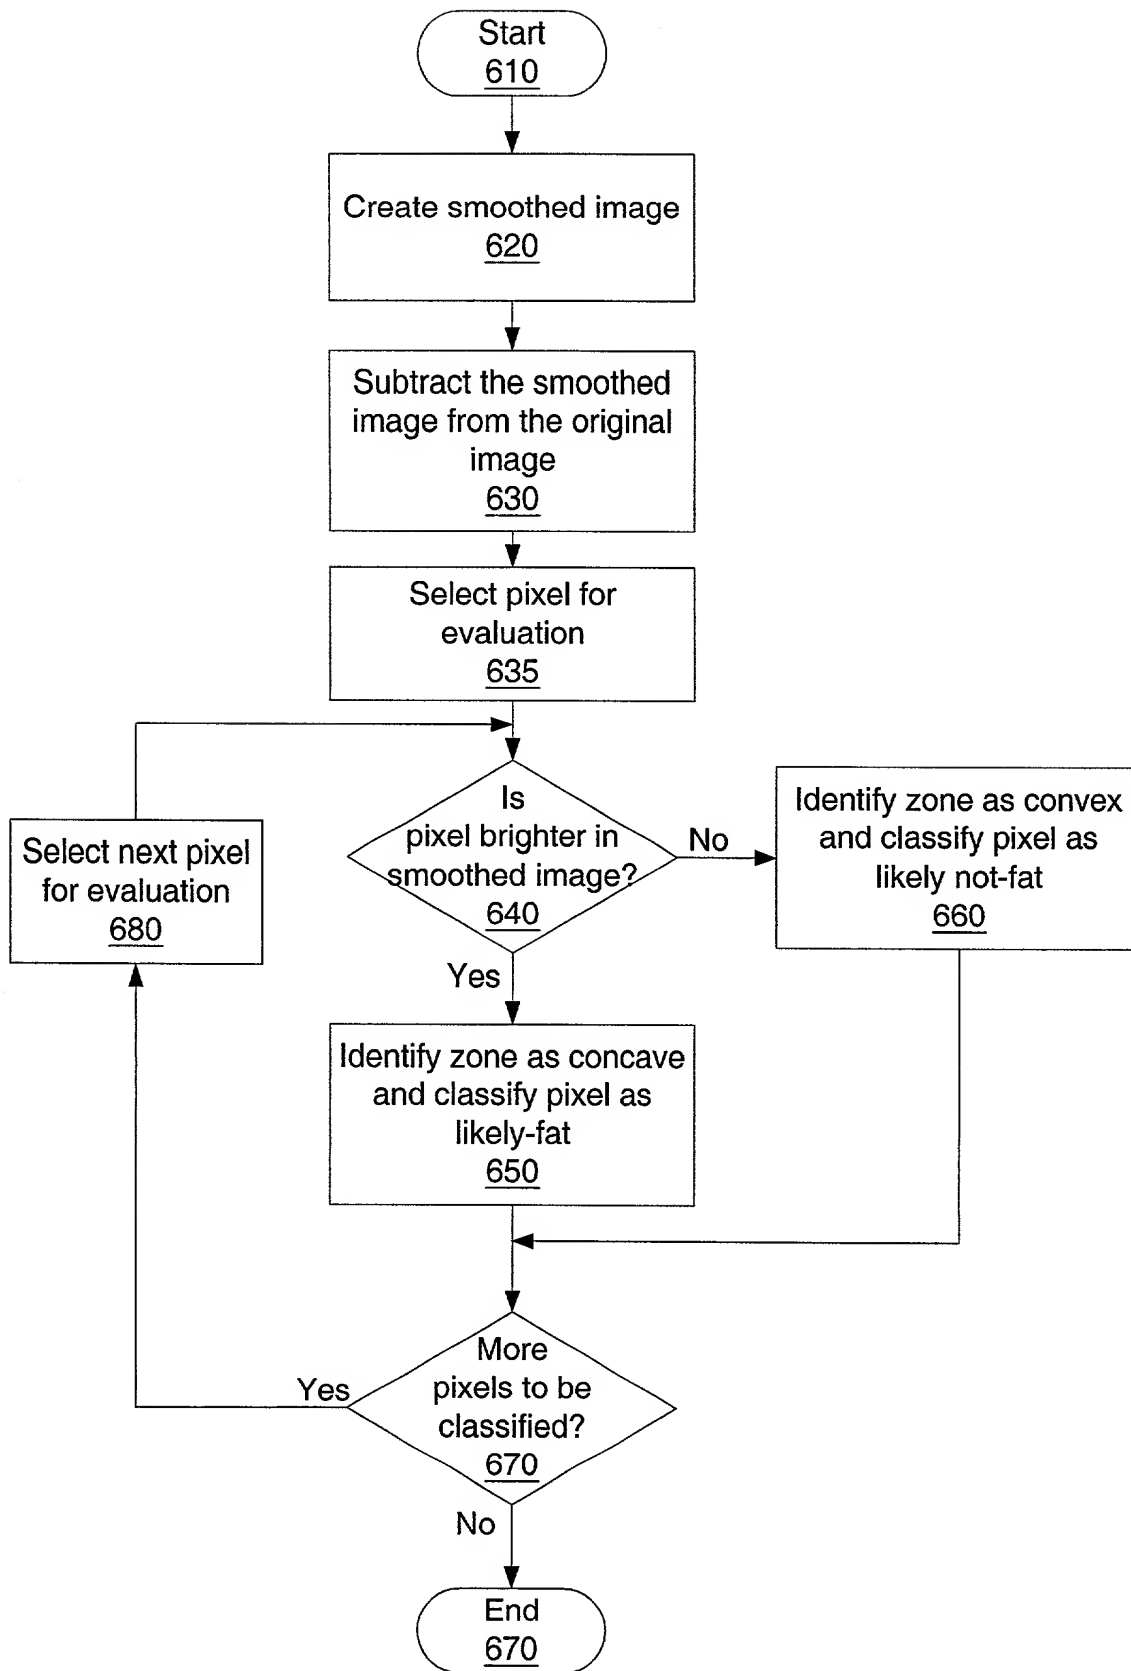 Start
610
Create smoothed image
620
Subtract the smoothed
image from the original
image
630
Select pixel for
evaluation
635
Is
pixel brighter in
smoothed image?
640
No
Identify zone as convex
and classify pixel as
likely not-fat
660
Select next pixel
for evaluation
680
Yes
Identify zone as concave
and classify pixel as
likely-fat
650
More
pixels to be
classified?
670
Yes
No
End
670